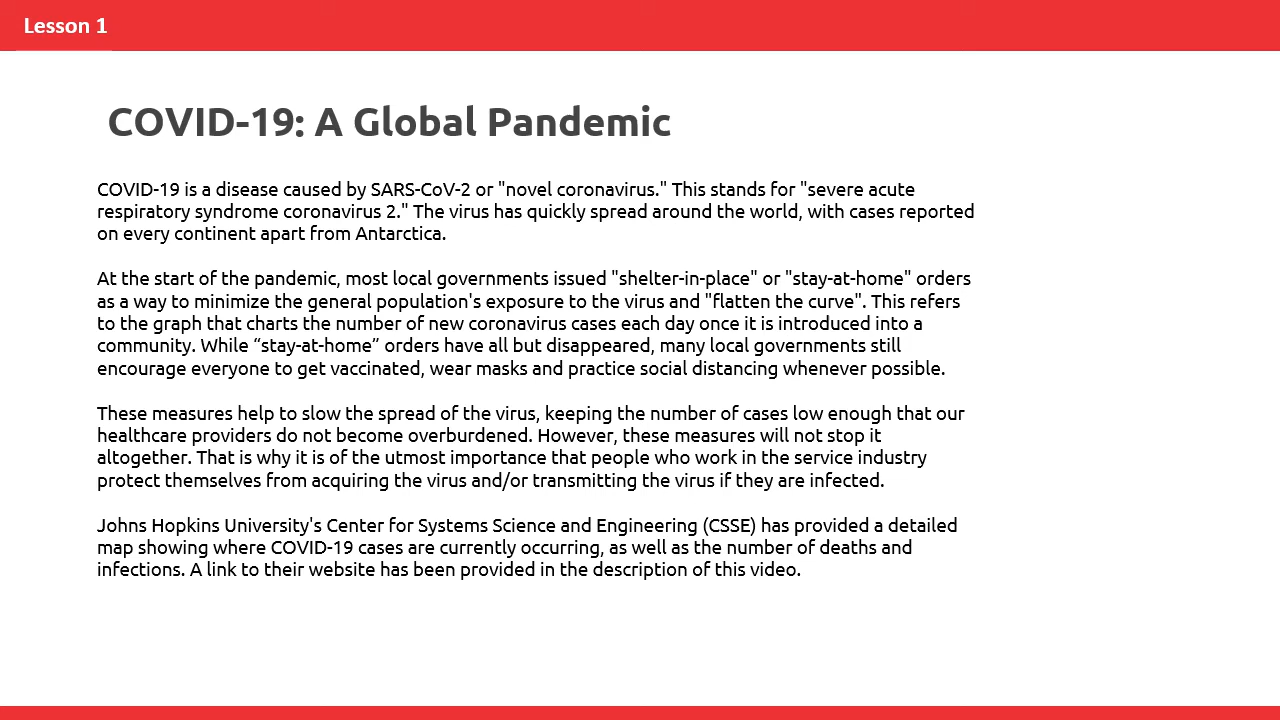 Lesson 1
COVID-19: A Global Pandemic
COVID-19 is a disease caused by SARS-CoV-2 or "novel coronavirus." This stands for "severe acute
respiratory syndrome coronavirus 2." The virus has quickly spread around the world, with cases reported
on every continent apart from Antarctica.
At the start of the pandemic, most local governments issued "shelter-in-place" or "stay-at-home" orders
as a way to minimize the general population's exposure to the virus and "flatten the curve". This refers
to the graph that charts the number of new coronavirus cases each day once it is introduced into a
community. While “stay-at-home” orders have all but disappeared, many local governments still
encourage everyone to get vaccinated, wear masks and practice social distancing whenever possible.
These measures help to slow the spread of the virus, keeping the number of cases low enough that our
healthcare providers do not become overburdened. However, these measures will not stop it
altogether. That is why it is of the utmost importance that people who work in the service industry
protect themselves from acquiring the virus and/or transmitting the virus if they are infected.
Johns Hopkins University's Center for Systems Science and Engineering (CSSE) has provided a detailed
map showing where COVID-19 cases are currently occurring, as well as the number of deaths and
infections. A link to their website has been provided in the description of this video.